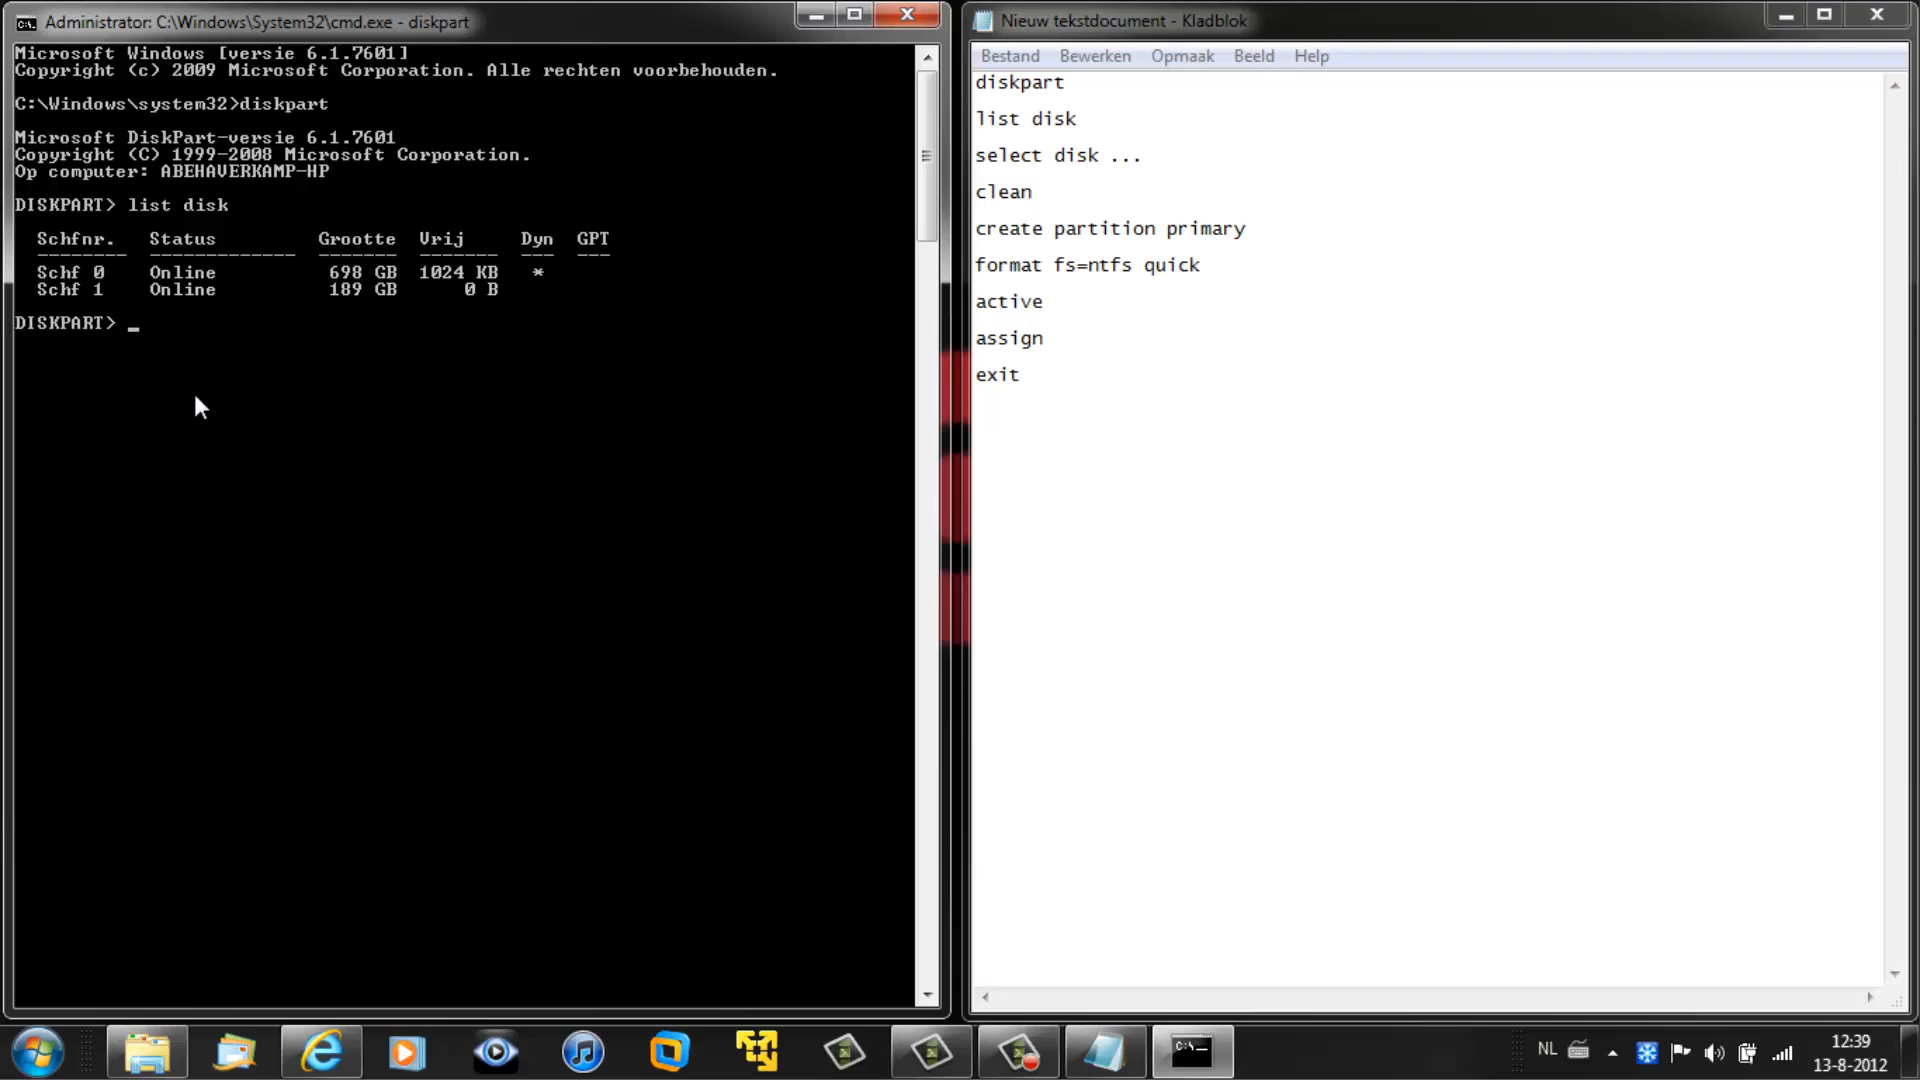 Administrator: C:\Windows\System32\cmd.exe - diskpart
Microsoft Windows [versie 6.1.7601]
Copyright (c) 2009 Microsoft Corporation. Alle rechten voorbehouden.
C:\Windows\system32>diskpart
Microsoft DiskPart-versie 6.1.7601
Copyright (C) 1999-2008 Microsoft Corporation.
Op computer: ABEHAVERKAMP-HP
DISKPART> list disk
Schfnr. Status Grootte Vrij Dyn GPT
-------- ------------- ------- ------- --- ---
Schf 0 Online 698 GB 1024 KB *
Schf 1 Online 189 GB 0 B
DISKPART> _
Nieuw tekstdocument - Kladblok
Bestand Bewerken Opmaak Beeld Help
diskpart
list disk
select disk ...
clean
create partition primary
format fs=ntfs quick
active
assign
exit
C:\_
NL
12:39
13-8-2012